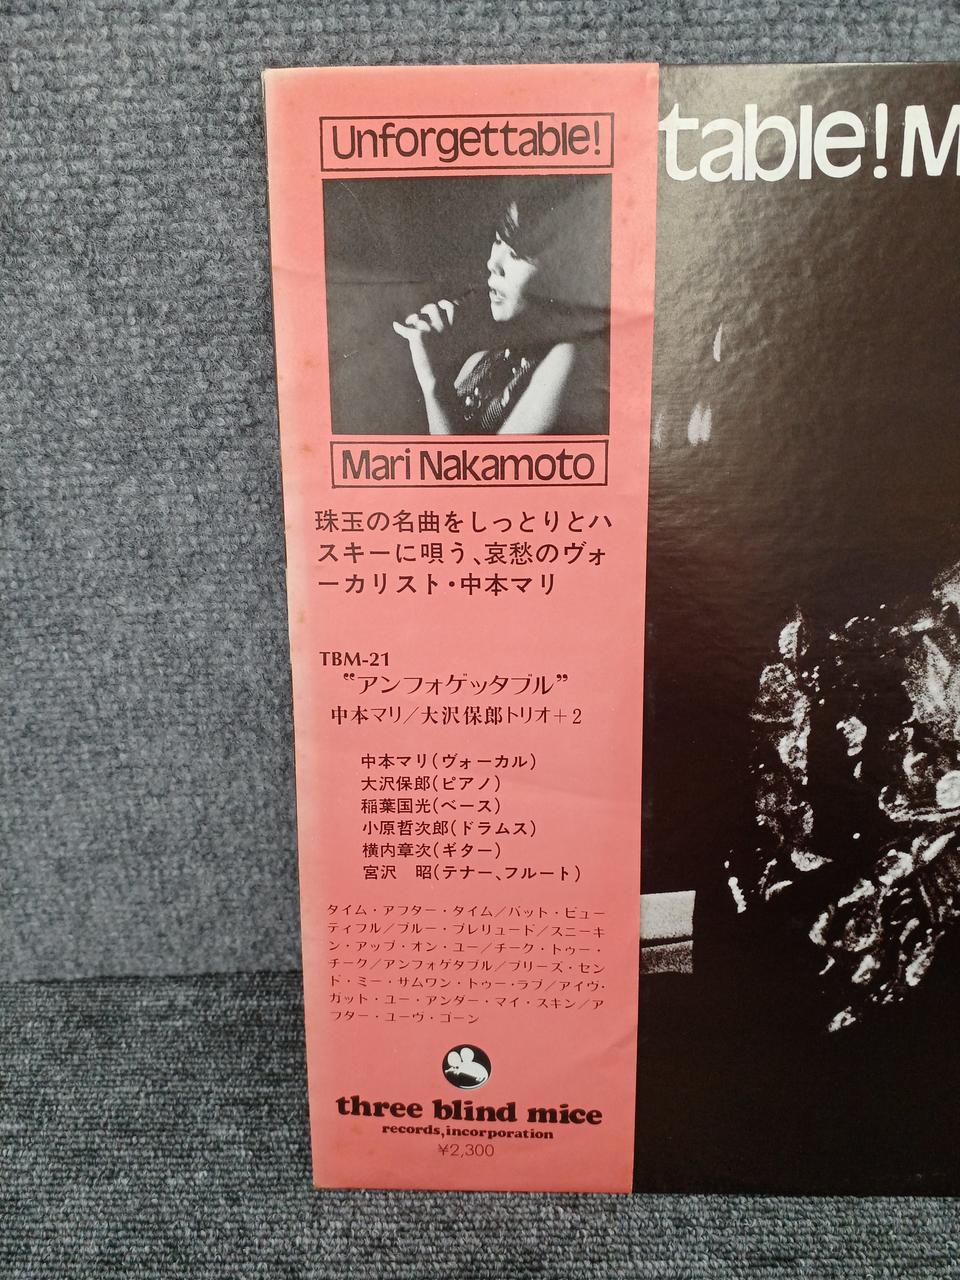 Unforgettable!
Mari Nakamoto
珠玉の名曲をしっとりとハ
スキーに唄う、哀愁のヴォ
ーカリスト・中本マリ
TBM-21
“アンフォゲッタブル”
中本マリ／大沢保郎トリオ＋2
中本マリ(ヴォーカル)
大沢保郎(ピアノ)
稲葉国光(ベース)
小原哲次郎(ドラムス)
横内章次(ギター)
宮沢　昭(テナー、フルート)
タイム・アフター・タイム／バット・ビュー
ティフル／ブルー・プレリュード／スニーキ
ン・アップ・オン・ユー／チーク・トゥー・
チーク／アンフォゲタブル／プリーズ・セン
ド・ミー・サムワン・トゥー・ラブ／アイヴ・
ガット・ユー・アンダー・マイ・スキン／ア
フター・ユーヴ・ゴーン
three blind mice
records,incorporation
¥2,300
table! M